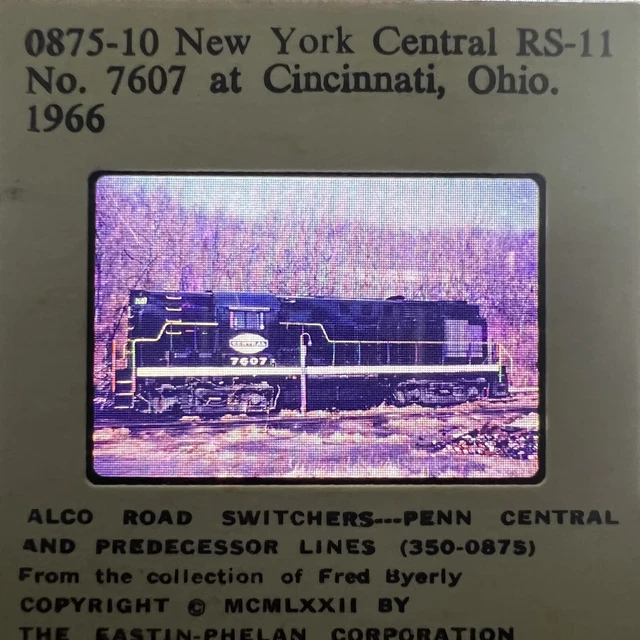 0875-10 New York Central RS-11
No. 7607 at Cincinnati, Ohio.
1966
CENTRAL
7607
ALCO ROAD SWITCHERS---PENN CENTRAL
AND PREDECESSOR LINES (350-0875)
From the collection of Fred Byerly
COPYRIGHT © MCMLXXII BY
THE EASTIN-PHELAN CORPORATION